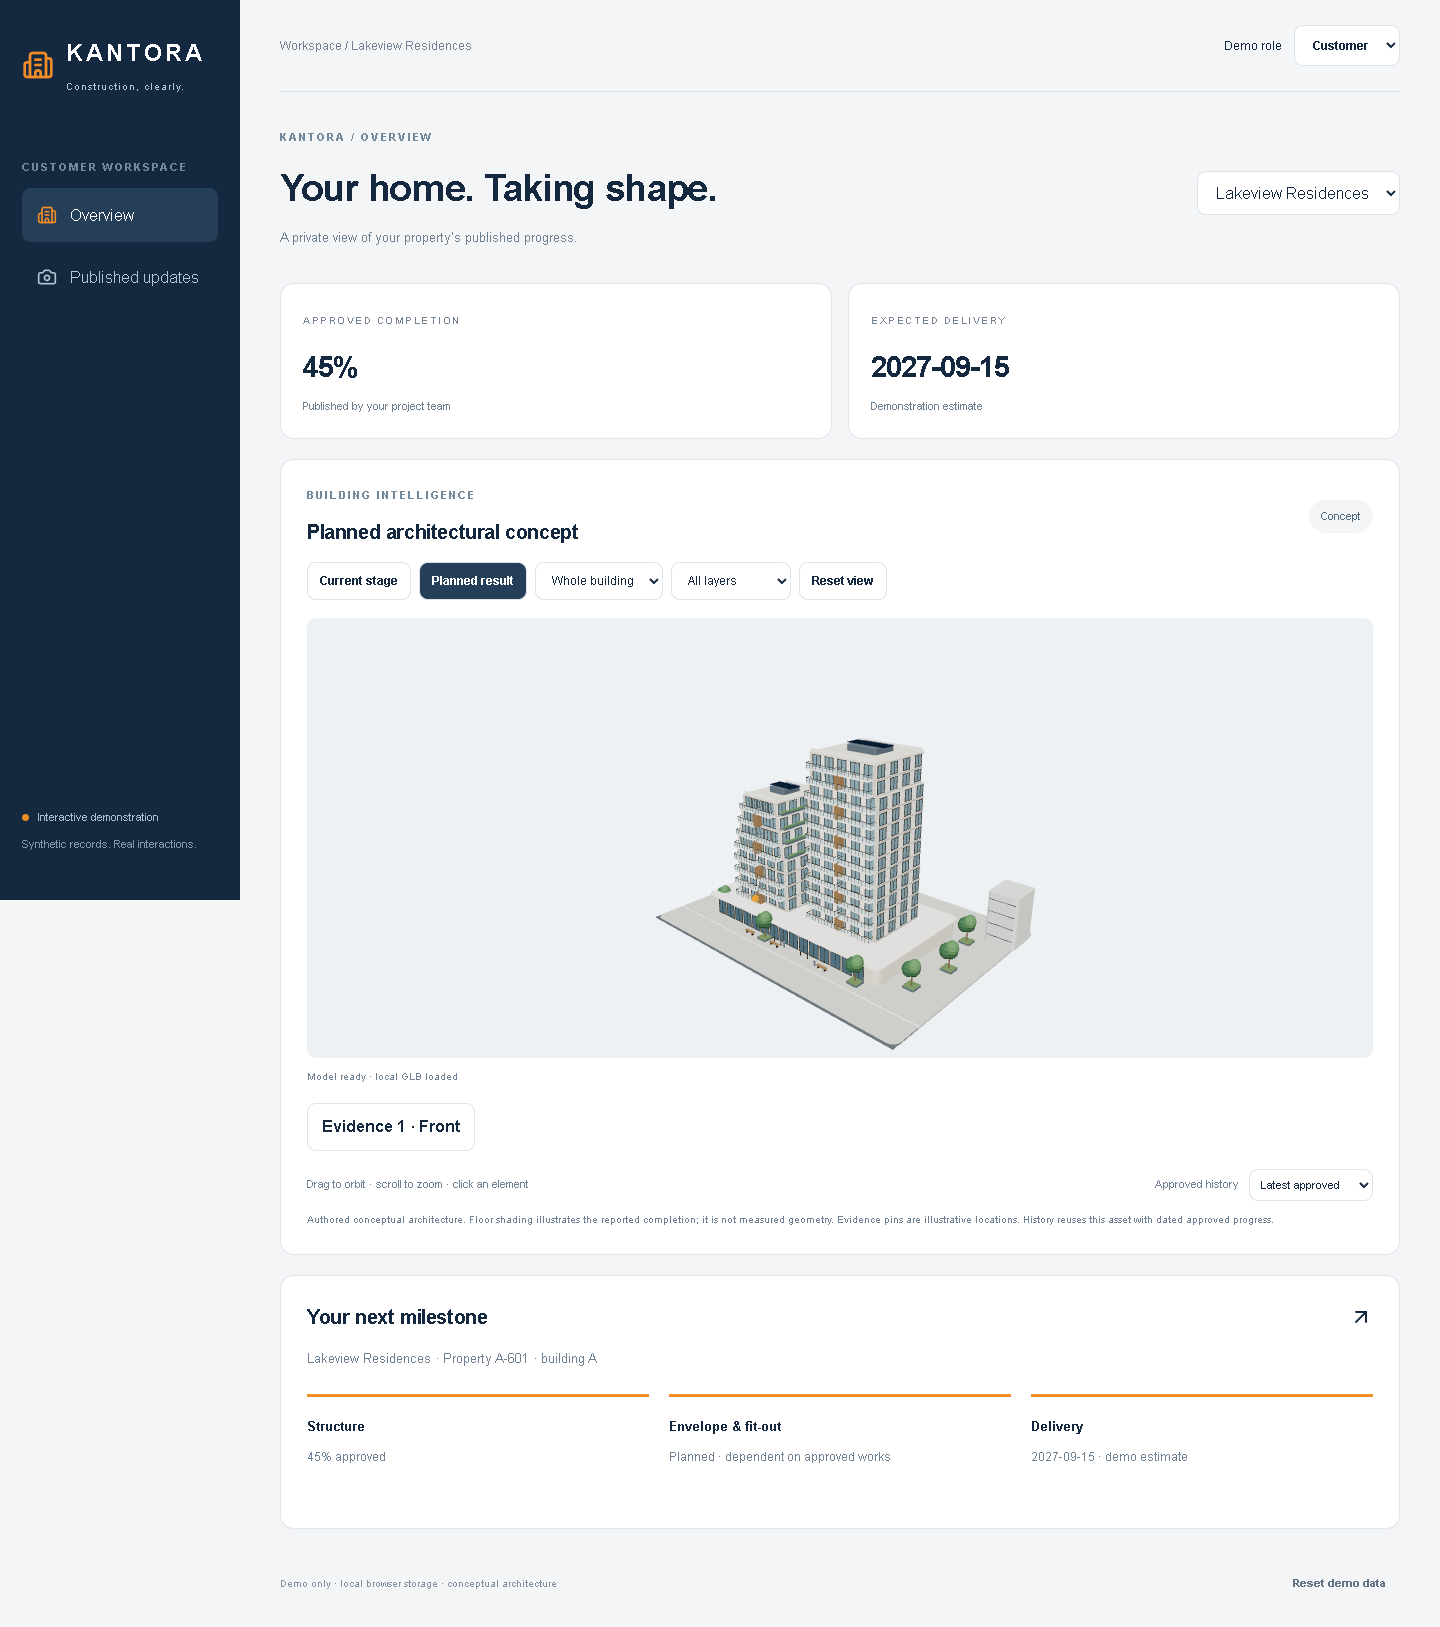 KANTORA
Construction, clearly.
CUSTOMER WORKSPACE
Overview
Published updates
Interactive demonstration
Synthetic records. Real interactions.
Workspace / Lakeview Residences
Demo role
Customer
KANTORA / OVERVIEW
Your home. Taking shape.
Lakeview Residences
A private view of your property's published progress.
APPROVED COMPLETION
45%
Published by your project team
EXPECTED DELIVERY
2027-09-15
Demonstration estimate
BUILDING INTELLIGENCE
Planned architectural concept
Concept
Current stage
Planned result
Whole building
All layers
Reset view
Model ready · local GLB loaded
Evidence 1 · Front
Drag to orbit · scroll to zoom · click an element
Approved history
Latest approved
Authored conceptual architecture. Floor shading illustrates the reported completion; it is not measured geometry. Evidence pins are illustrative locations. History reuses this asset with dated approved progress.
Your next milestone
Lakeview Residences · Property A-601 · building A
Structure
45% approved
Envelope & fit-out
Planned · dependent on approved works
Delivery
2027-09-15 · demo estimate
Demo only · local browser storage · conceptual architecture
Reset demo data